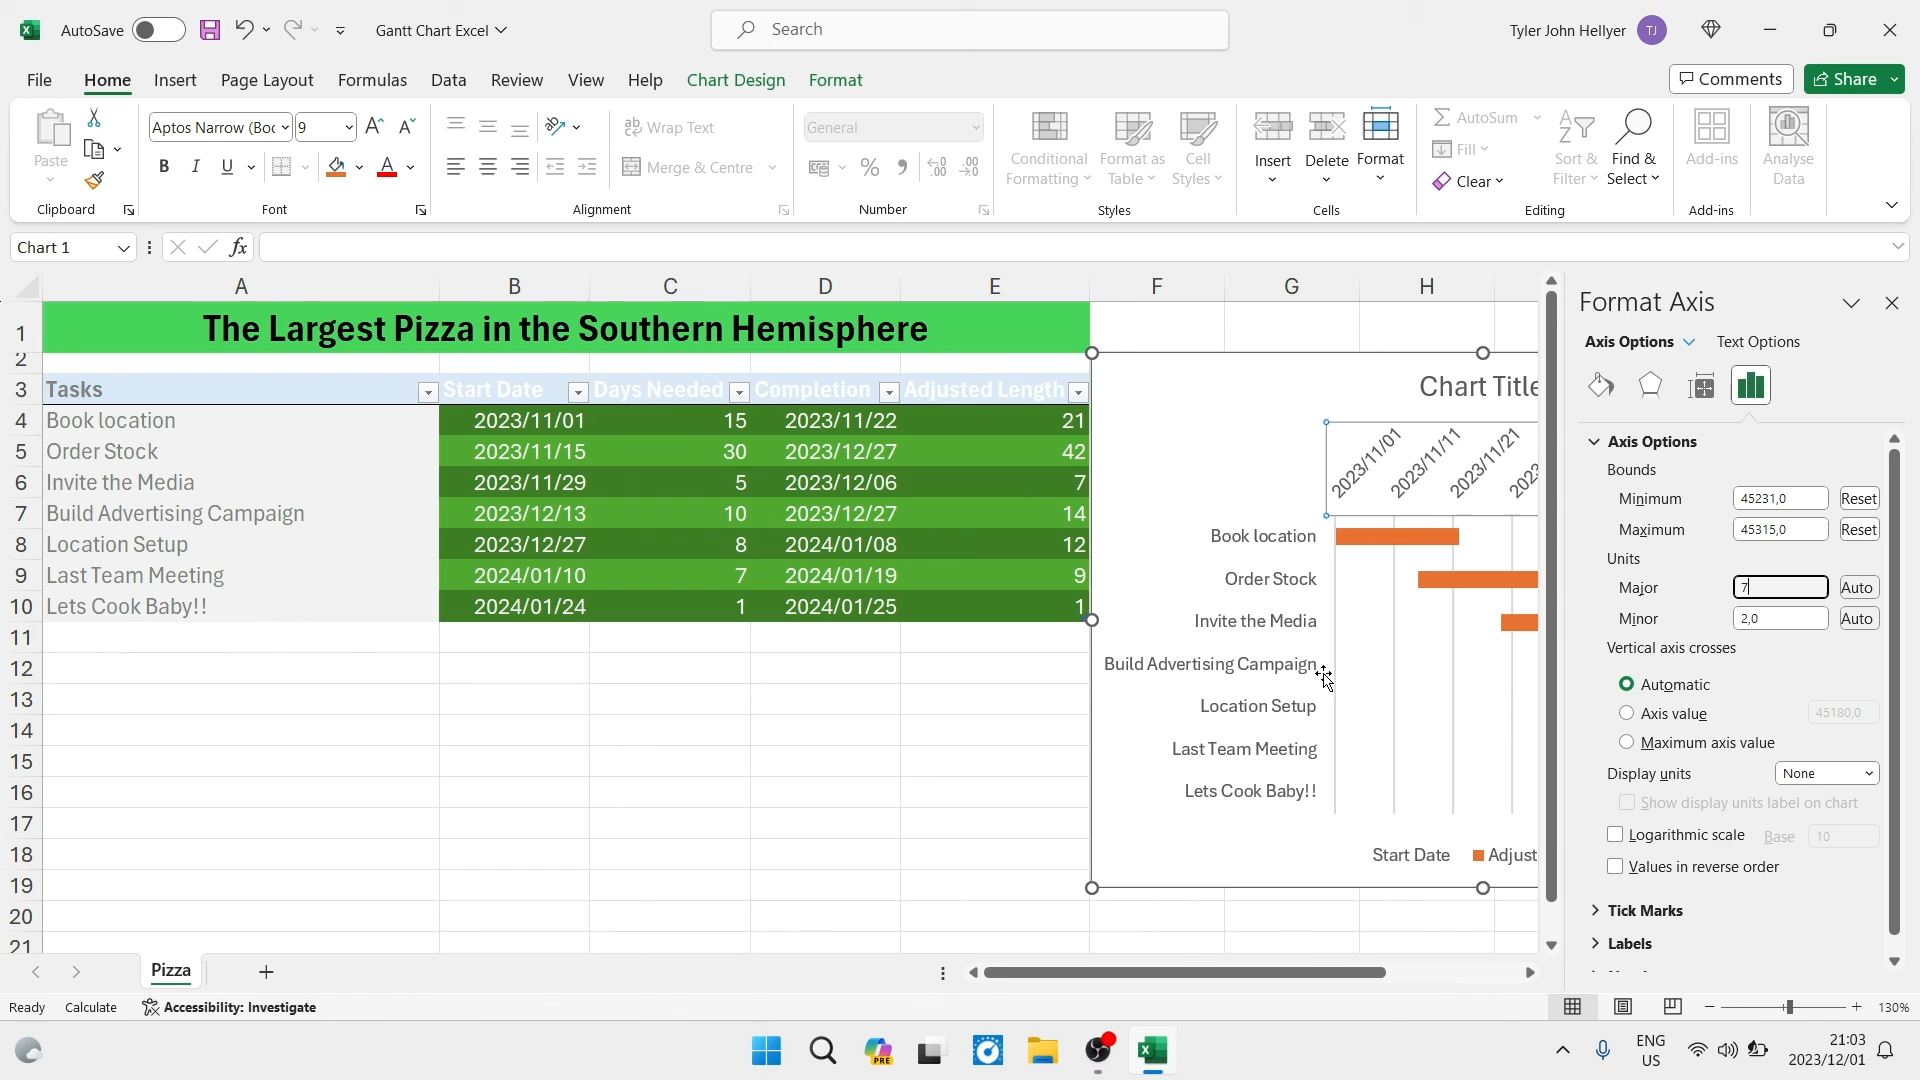 AutoSave
Gantt Chart Excel
Search
Tyler John Hellyer
TJ
File
Home
Insert
Page Layout
Formulas
Data
Review
View
Help
Chart Design
Format
Comments
Share
Paste
Clipboard
Aptos Narrow (Boc
9
B I U
Font
Wrap Text
Merge & Centre
Alignment
General
Number
Conditional Formatting
Format as Table
Cell Styles
Styles
Insert
Delete
Format
Cells
AutoSum
Fill
Clear
Sort & Filter
Find & Select
Editing
Add-ins
Add-ins
Analyse Data
Chart 1
fx
A B C D E F G H
1 The Largest Pizza in the Southern Hemisphere
2
3 Tasks Start Date Days Needed Completion Adjusted Length
4 Book location 2023/11/01 15 2023/11/22 21
5 Order Stock 2023/11/15 30 2023/12/27 42
6 Invite the Media 2023/11/29 5 2023/12/06 7
7 Build Advertising Campaign 2023/12/13 10 2023/12/27 14
8 Location Setup 2023/12/27 8 2024/01/08 12
9 Last Team Meeting 2024/01/10 7 2024/01/19 9
10 Lets Cook Baby!! 2024/01/24 1 2024/01/25 1
11
12
13
14
15
16
17
18
19
20
21
Chart Title
2023/11/01
2023/11/11
2023/11/21
Book location
Order Stock
Invite the Media
Build Advertising Campaign
Location Setup
Last Team Meeting
Lets Cook Baby!!
Start Date Adjust
Format Axis
Axis Options Text Options
Axis Options
Bounds
Minimum 45231,0 Reset
Maximum 45315,0 Reset
Units
Major 7 Auto
Minor 2,0 Auto
Vertical axis crosses
Automatic
Axis value 45180,0
Maximum axis value
Display units None
Show display units label on chart
Logarithmic scale Base 10
Values in reverse order
Tick Marks
Labels
Pizza
Ready
Calculate
Accessibility: Investigate
130%
PRE
ENG
US
21:03
2023/12/01